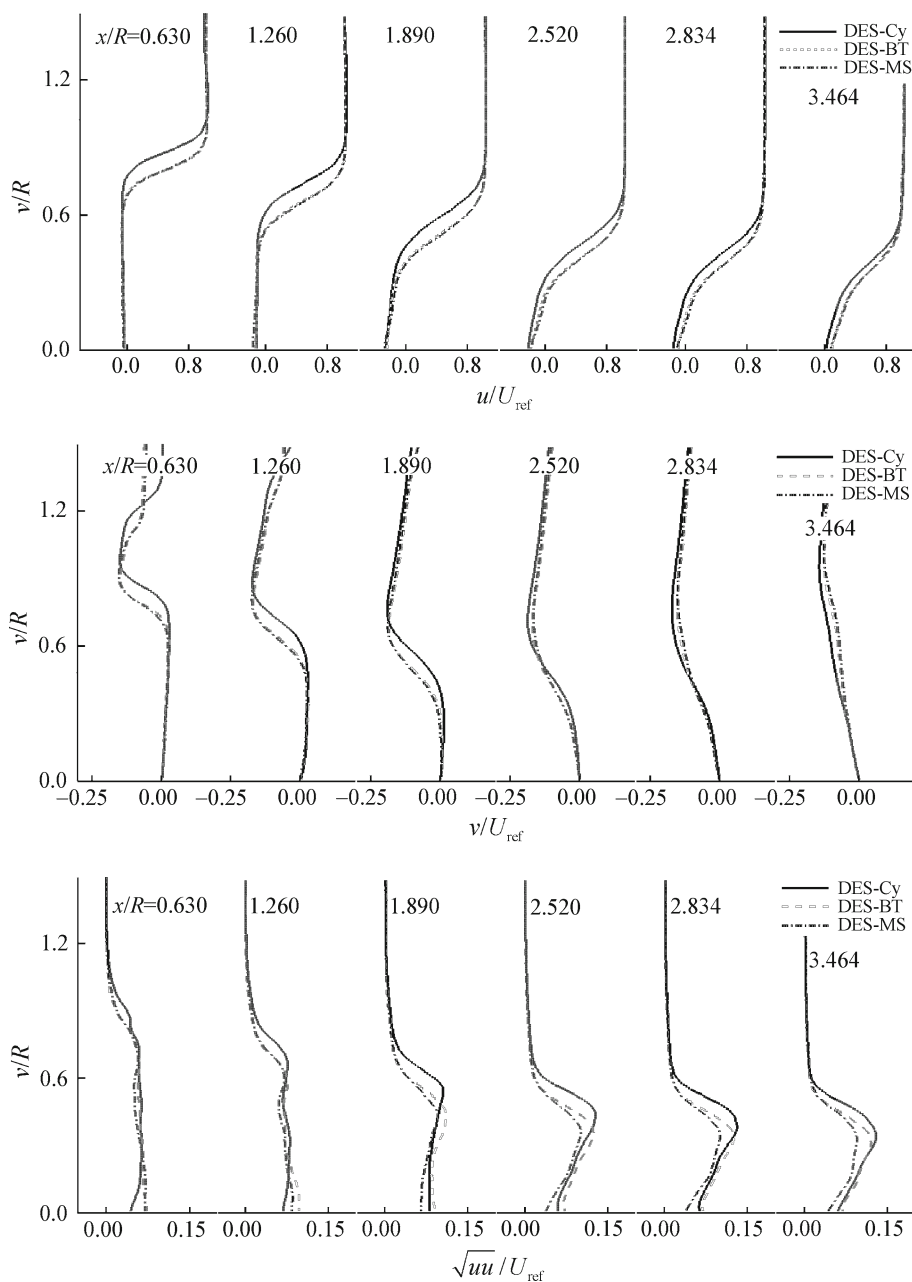 x/R=0.630 1.260 1.890 2.520 2.834 3.464
DES-Cy
DES-BT
DES-MS
1.2
0.6
0.0
v/R
0.0 0.8 0.0 0.8 0.0 0.8 0.0 0.8 0.0 0.8 0.0 0.8
u/U_ref
x/R=0.630 1.260 1.890 2.520 2.834 3.464
DES-Cy
DES-BT
DES-MS
1.2
0.6
0.0
v/R
−0.25 0.00 −0.25 0.00 −0.25 0.00 −0.25 0.00 −0.25 0.00 −0.25 0.00
v/U_ref
x/R=0.630 1.260 1.890 2.520 2.834 3.464
DES-Cy
DES-BT
DES-MS
1.2
0.6
0.0
v/R
0.00 0.15 0.00 0.15 0.00 0.15 0.00 0.15 0.00 0.15 0.00 0.15
√uu/U_ref